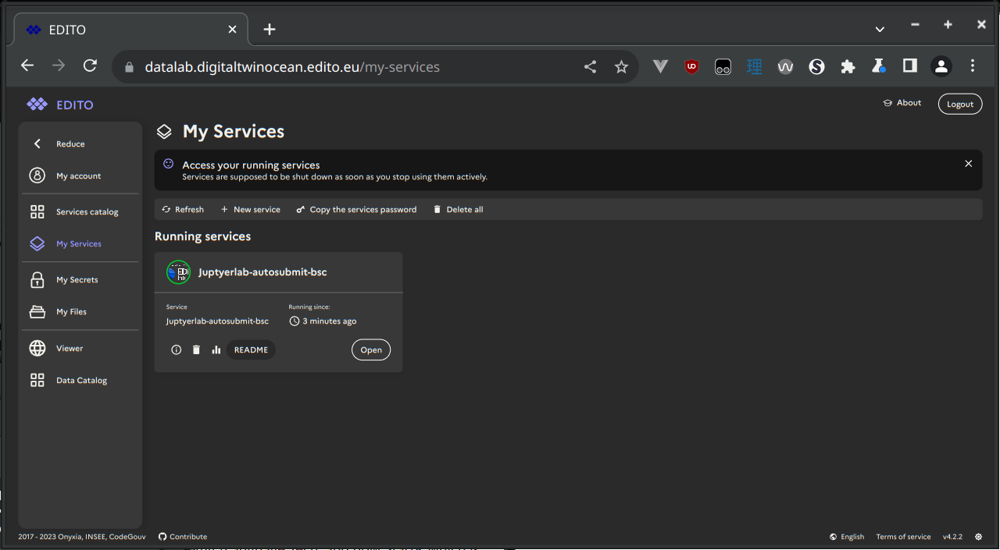 EDITO
datalab.digitaltwinocean.edito.eu/my-services
EDITO
About
Logout
Reduce
My account
Services catalog
My Services
My Secrets
My Files
Viewer
Data Catalog
My Services
Access your running services
Services are supposed to be shut down as soon as you stop using them actively.
Refresh
New service
Copy the services password
Delete all
Running services
Juptyerlab-autosubmit-bsc
Service
Juptyerlab-autosubmit-bsc
Running since:
3 minutes ago
README
Open
2017 - 2023 Onyxia, INSEE, CodeGouv
Contribute
English
Terms of service
v4.2.2